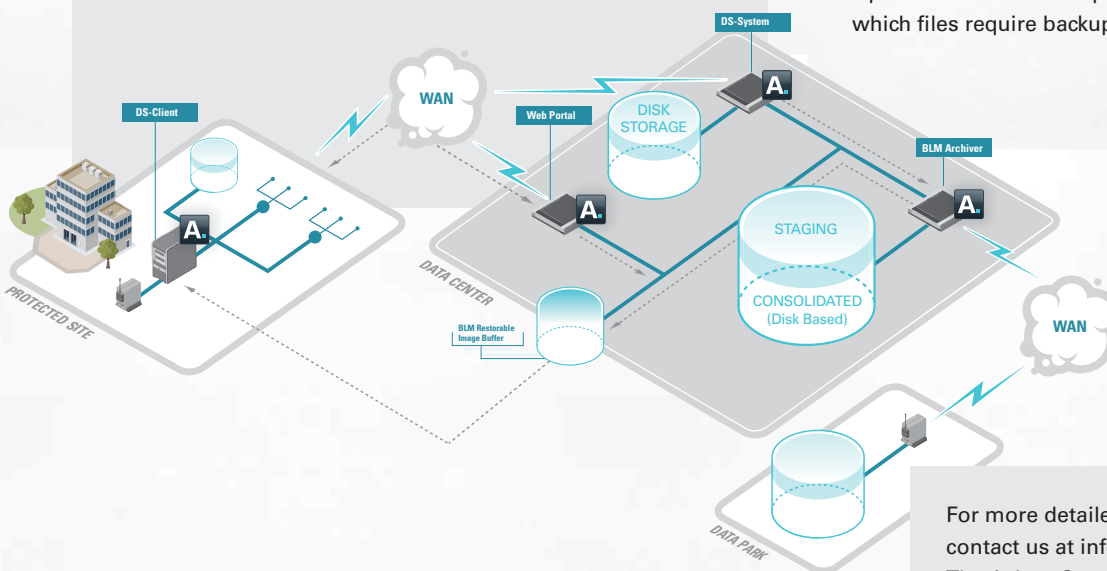 which files require backup
DS-System
WAN
DS-Client
Web Portal
DISK
STORAGE
A.
BLM Archiver
A.
A.
A.
STAGING
DATA CENTER
PROTECTED SITE
CONSOLIDATED
(Disk Based)
BLM Restorable
Image Buffer
WAN
DATA PARK
For more detaile
contact us at inf